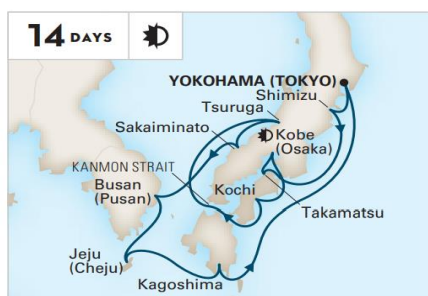 14 DAYS
YOKOHAMA (TOKYO)
Shimizu
Tsuruga
Sakaiminato
Kobe
(Osaka)
KANMON STRAIT
Busan
(Pusan)
Kochi
Takamatsu
Jeju
(Cheju)
Kagoshima